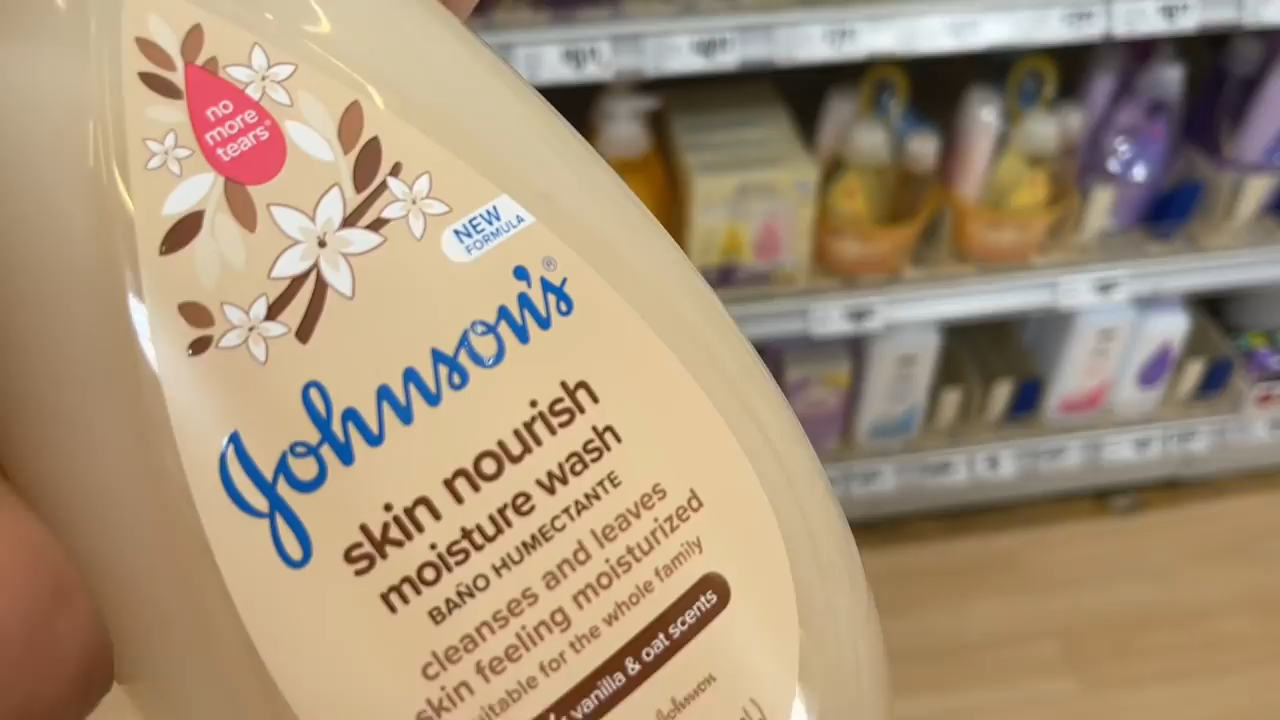 no
more
tears®
NEW
FORMULA
Johnson's®
skin nourish
moisture wash
BAÑO HUMECTANTE
cleanses and leaves
skin feeling moisturized
for the whole family
vanilla & oat scents